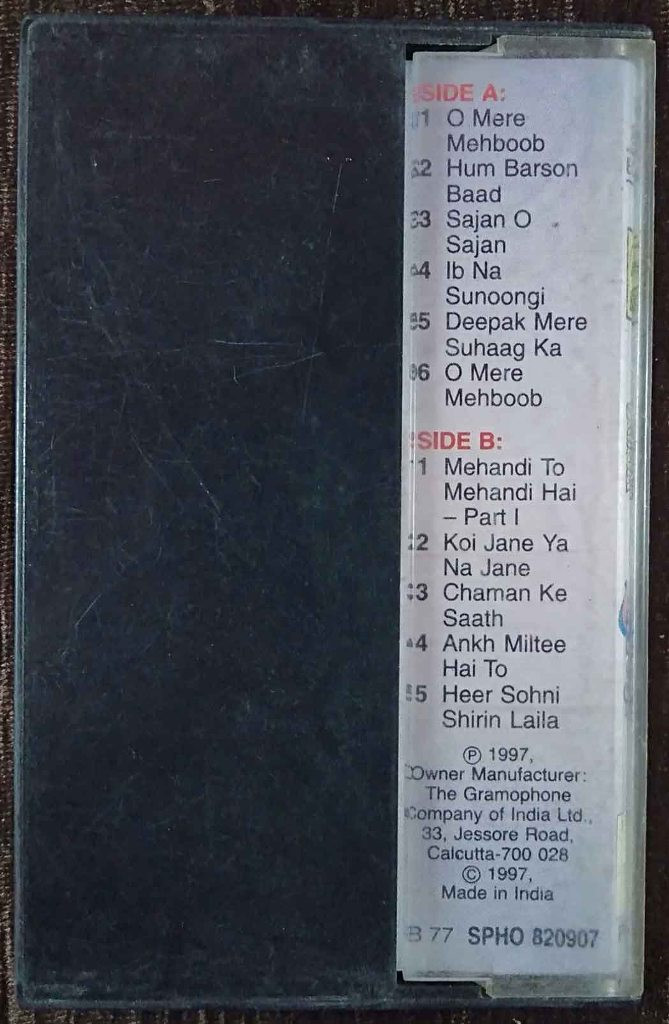 SIDE A:
1 O Mere
Mehboob
2 Hum Barson
Baad
3 Sajan O
Sajan
4 Ib Na
Sunoongi
5 Deepak Mere
Suhaag Ka
6 O Mere
Mehboob
SIDE B:
1 Mehandi To
Mehandi Hai
– Part I
2 Koi Jane Ya
Na Jane
3 Chaman Ke
Saath
4 Ankh Miltee
Hai To
5 Heer Sohni
Shirin Laila
Ⓟ 1997,
Owner Manufacturer:
The Gramophone
Company of India Ltd.,
33, Jessore Road,
Calcutta-700 028
© 1997,
Made in India
B 77 SPHO 820907